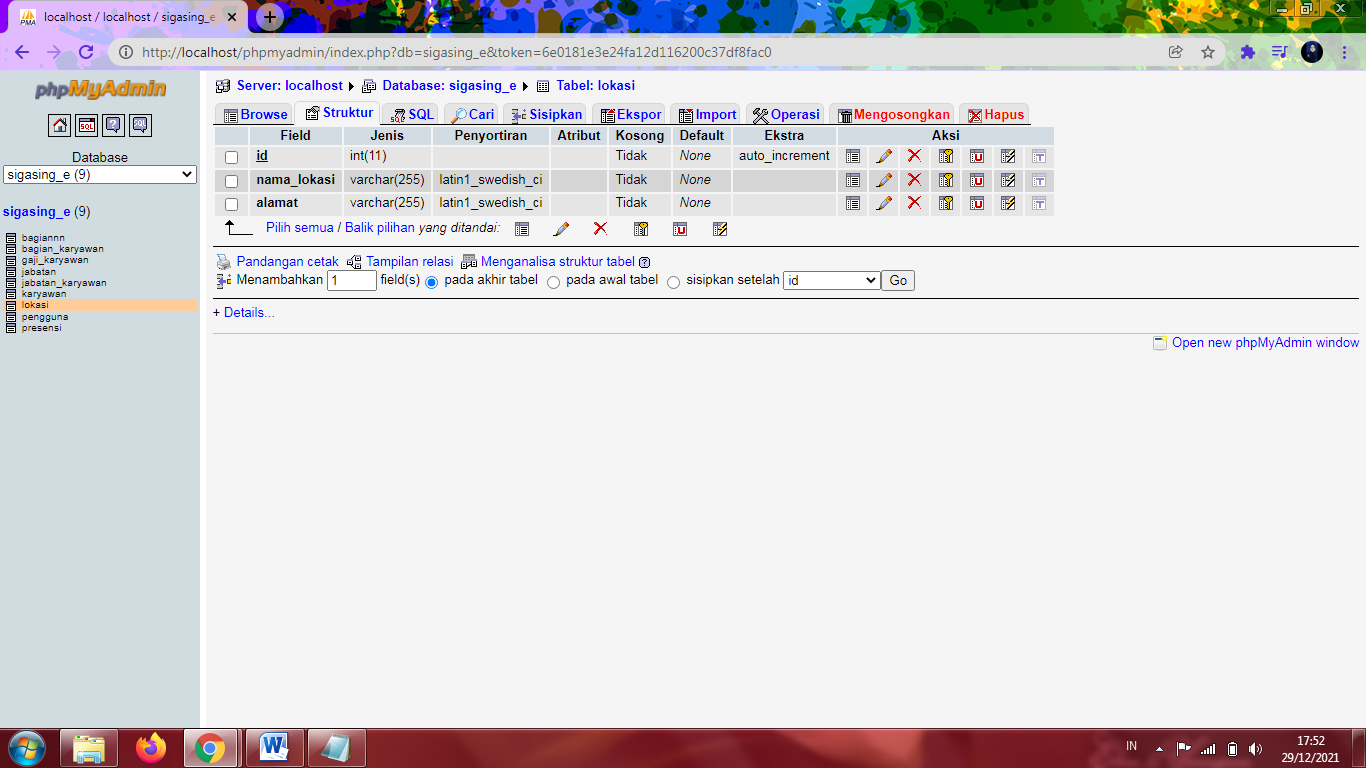 localhost / localhost / sigasing_e
http://localhost/phpmyadmin/index.php?db=sigasing_e&token=6e0181e3e24fa12d116200c37df8fac0
phpMyAdmin
Database
sigasing_e (9)
sigasing_e (9)
bagiannn
bagian_karyawan
gaji_karyawan
jabatan
jabatan_karyawan
karyawan
lokasi
pengguna
presensi
Server: localhost Database: sigasing_e Tabel: lokasi
Browse Struktur SQL Cari Sisipkan Ekspor Import Operasi Mengosongkan Hapus
Field Jenis Penyortiran Atribut Kosong Default Ekstra Aksi
id int(11) Tidak None auto_increment
nama_lokasi varchar(255) latin1_swedish_ci Tidak None
alamat varchar(255) latin1_swedish_ci Tidak None
Pilih semua / Balik pilihan yang ditandai:
Pandangan cetak Tampilan relasi Menganalisa struktur tabel
Menambahkan 1 field(s) pada akhir tabel pada awal tabel sisipkan setelah id Go
+ Details...
Open new phpMyAdmin window
IN 17:52
29/12/2021